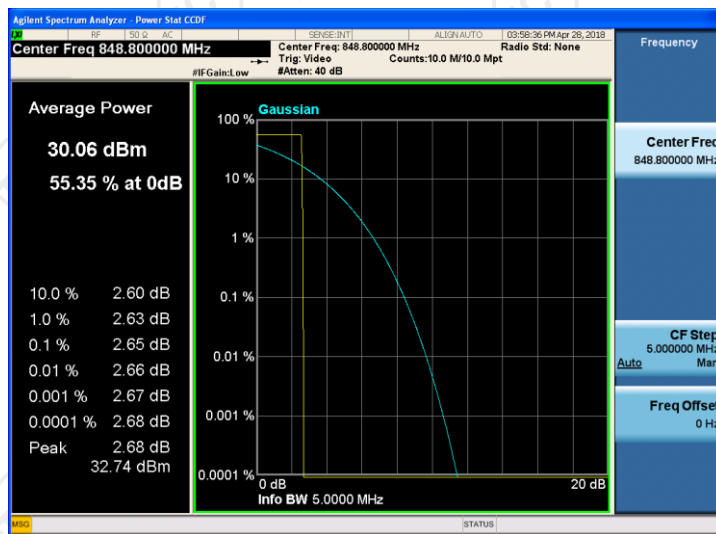 Agilent Spectrum Analyzer - Power Stat CCDF
LXI RF 50 Ω AC SENSE:INT ALIGNAUTO 03:58:36 PM Apr 28, 2018
Center Freq 848.800000 MHz Center Freq: 848.800000 MHz Radio Std: None
Trig: Video Counts:10.0 M/10.0 Mpt
#IFGain:Low #Atten: 40 dB
Frequency
Average Power
30.06 dBm
55.35 % at 0dB
10.0 % 2.60 dB
1.0 % 2.63 dB
0.1 % 2.65 dB
0.01 % 2.66 dB
0.001 % 2.67 dB
0.0001 % 2.68 dB
Peak 2.68 dB
32.74 dBm
Gaussian
100 %
10 %
1 %
0.1 %
0.01 %
0.001 %
0.0001 %
0 dB 20 dB
Info BW 5.0000 MHz
Center Freq
848.800000 MHz
CF Step
5.000000 MHz
Auto Man
Freq Offset
0 Hz
MSG STATUS